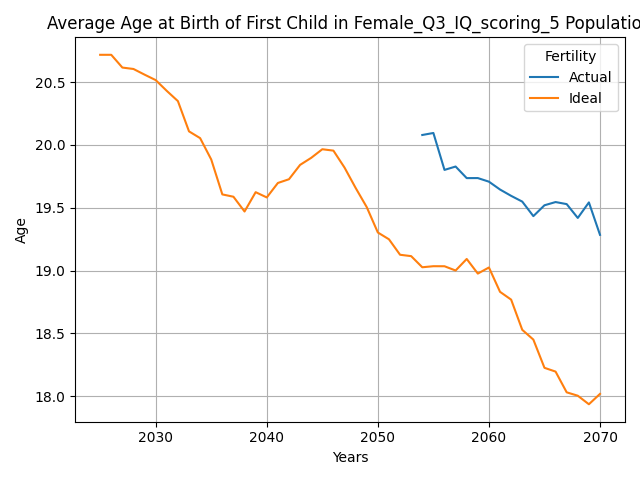 Average Age at Birth of First Child in Female_Q3_IQ_scoring_5 Populatio
Fertility
Actual
Ideal
20.5
20.0
19.5
19.0
18.5
18.0
Age
2030 2040 2050 2060 2070
Years